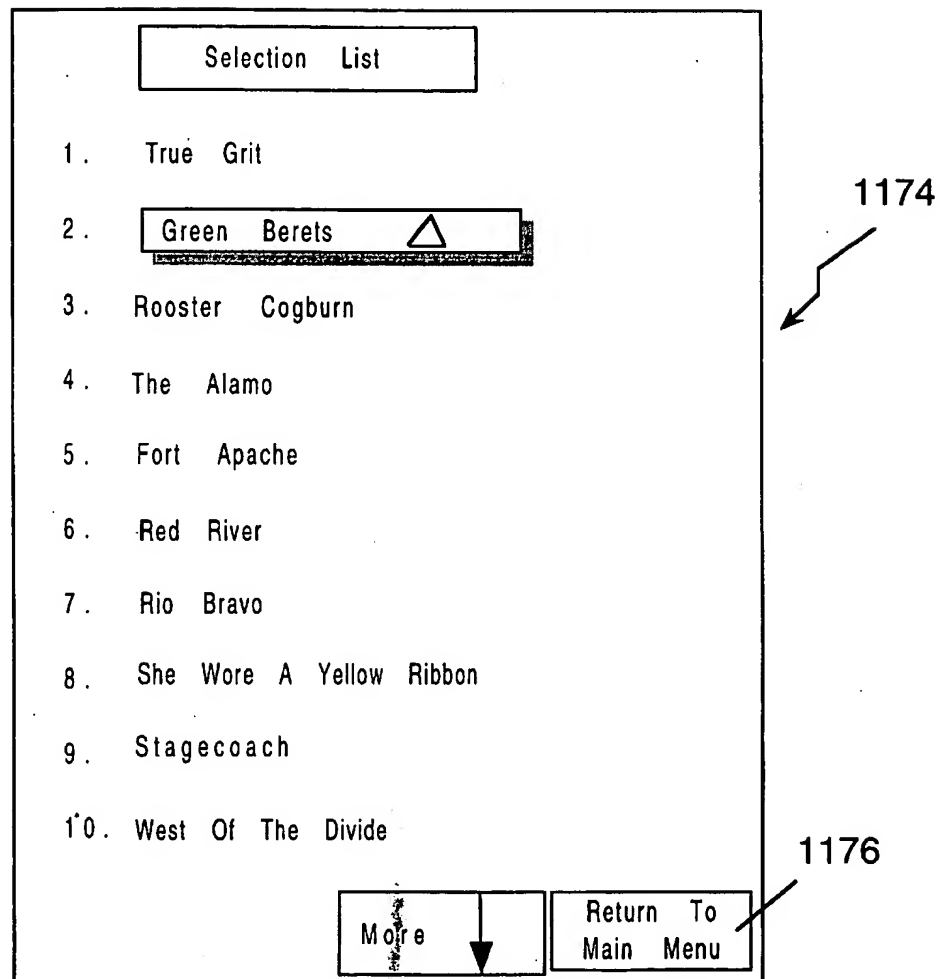 Selection List
1. True Grit
2. Green Berets
3. Rooster Cogburn
1174
4. The Alamo
5. Fort Apache
6. Red River
7. Rio Bravo
8. She Wore A Yellow Ribbon
9. Stagecoach
10. West Of The Divide
1176
More
Return To
Main Menu